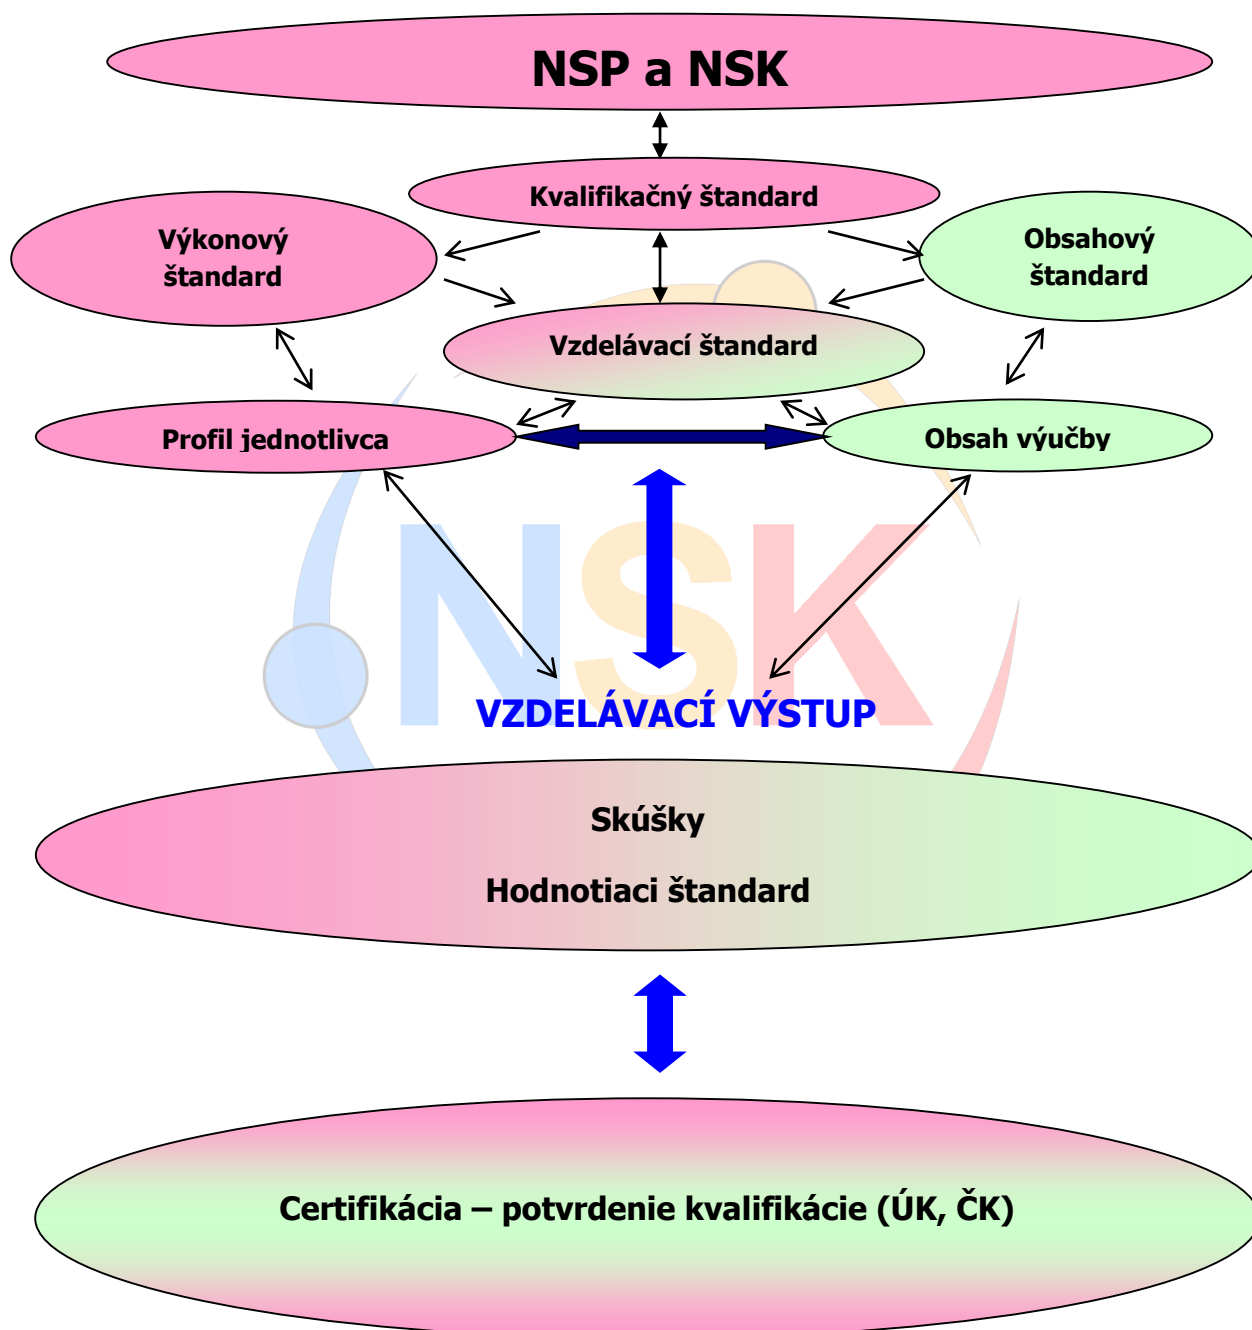 NSP a NSK
Kvalifikačný štandard
Výkonový
štandard
Obsahový
štandard
Vzdelávací štandard
Profil jednotlivca
Obsah výučby
NSK
VZDELÁVACÍ VÝSTUP
Skúšky
Hodnotiaci štandard
Certifikácia – potvrdenie kvalifikácie (ÚK, ČK)